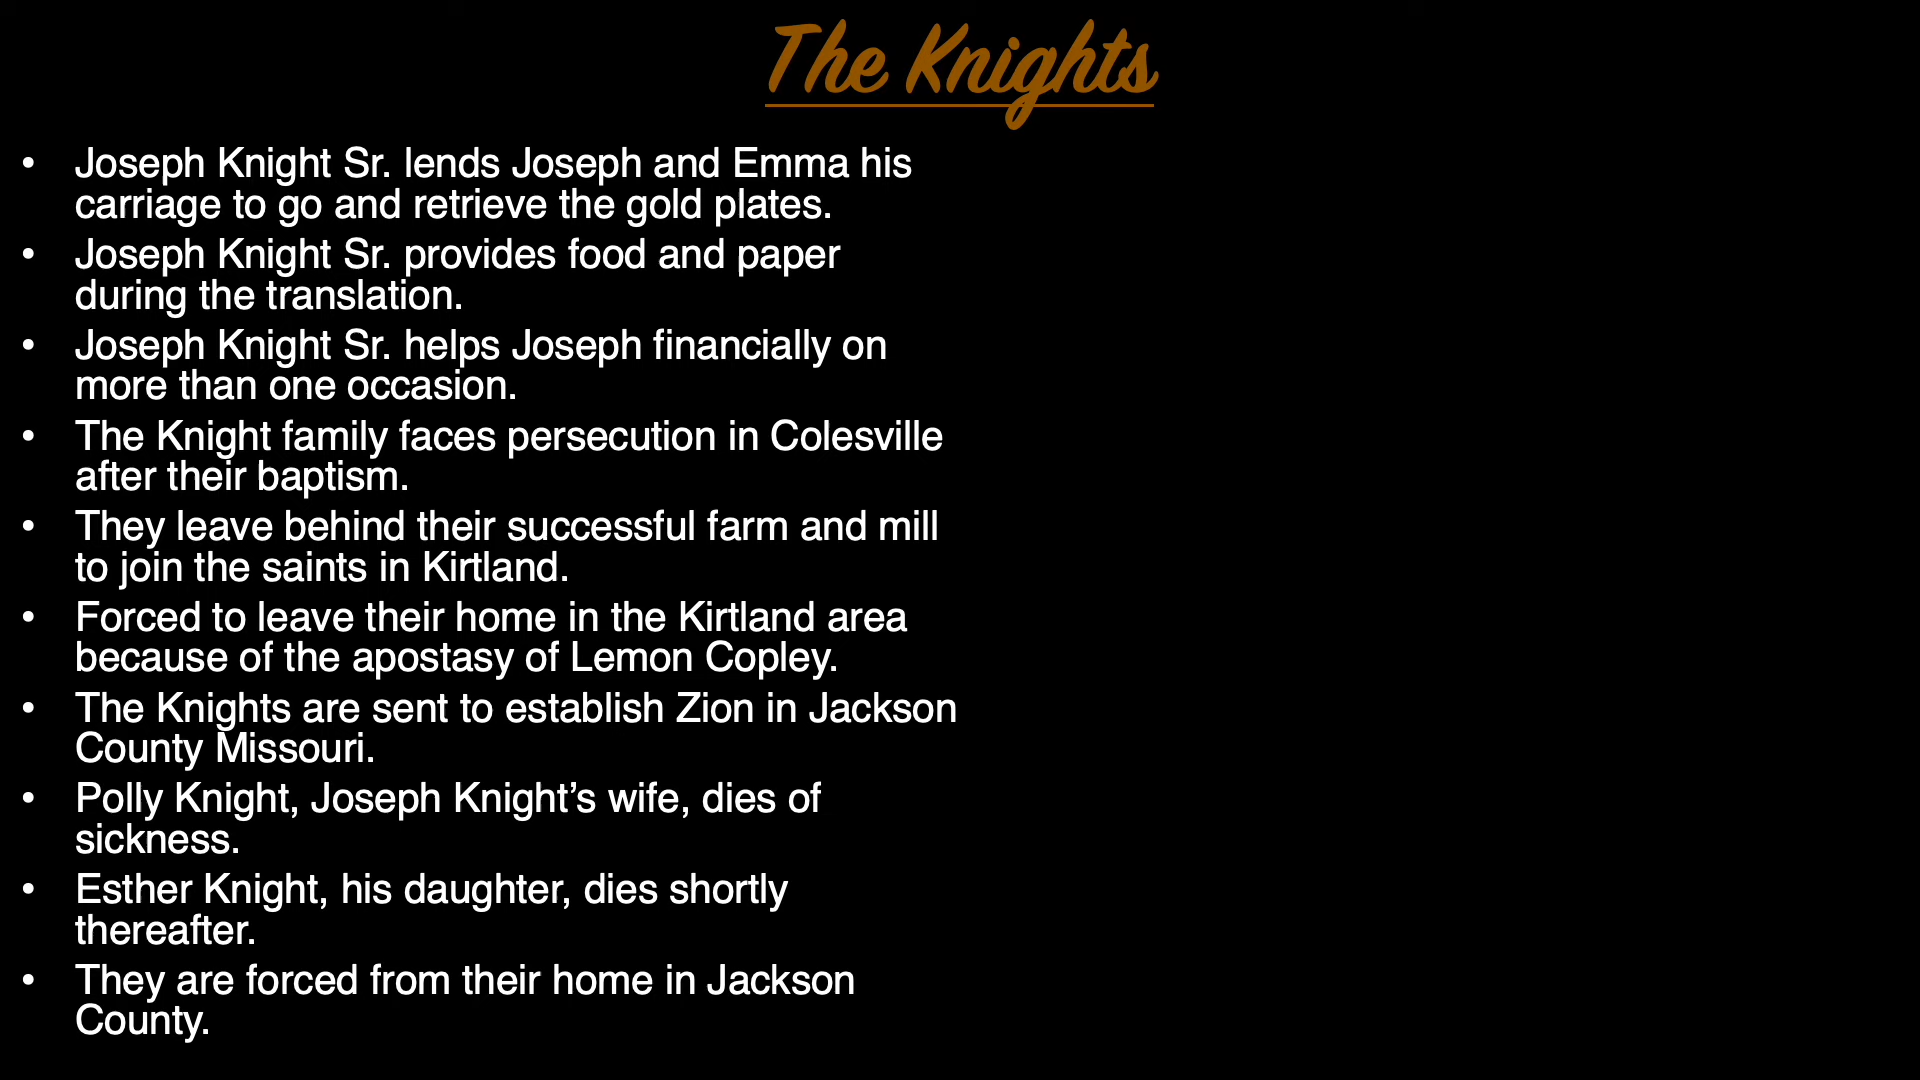 The Knights
• Joseph Knight Sr. lends Joseph and Emma his
carriage to go and retrieve the gold plates.
• Joseph Knight Sr. provides food and paper
during the translation.
• Joseph Knight Sr. helps Joseph financially on
more than one occasion.
• The Knight family faces persecution in Colesville
after their baptism.
• They leave behind their successful farm and mill
to join the saints in Kirtland.
• Forced to leave their home in the Kirtland area
because of the apostasy of Lemon Copley.
• The Knights are sent to establish Zion in Jackson
County Missouri.
• Polly Knight, Joseph Knight’s wife, dies of
sickness.
• Esther Knight, his daughter, dies shortly
thereafter.
• They are forced from their home in Jackson
County.